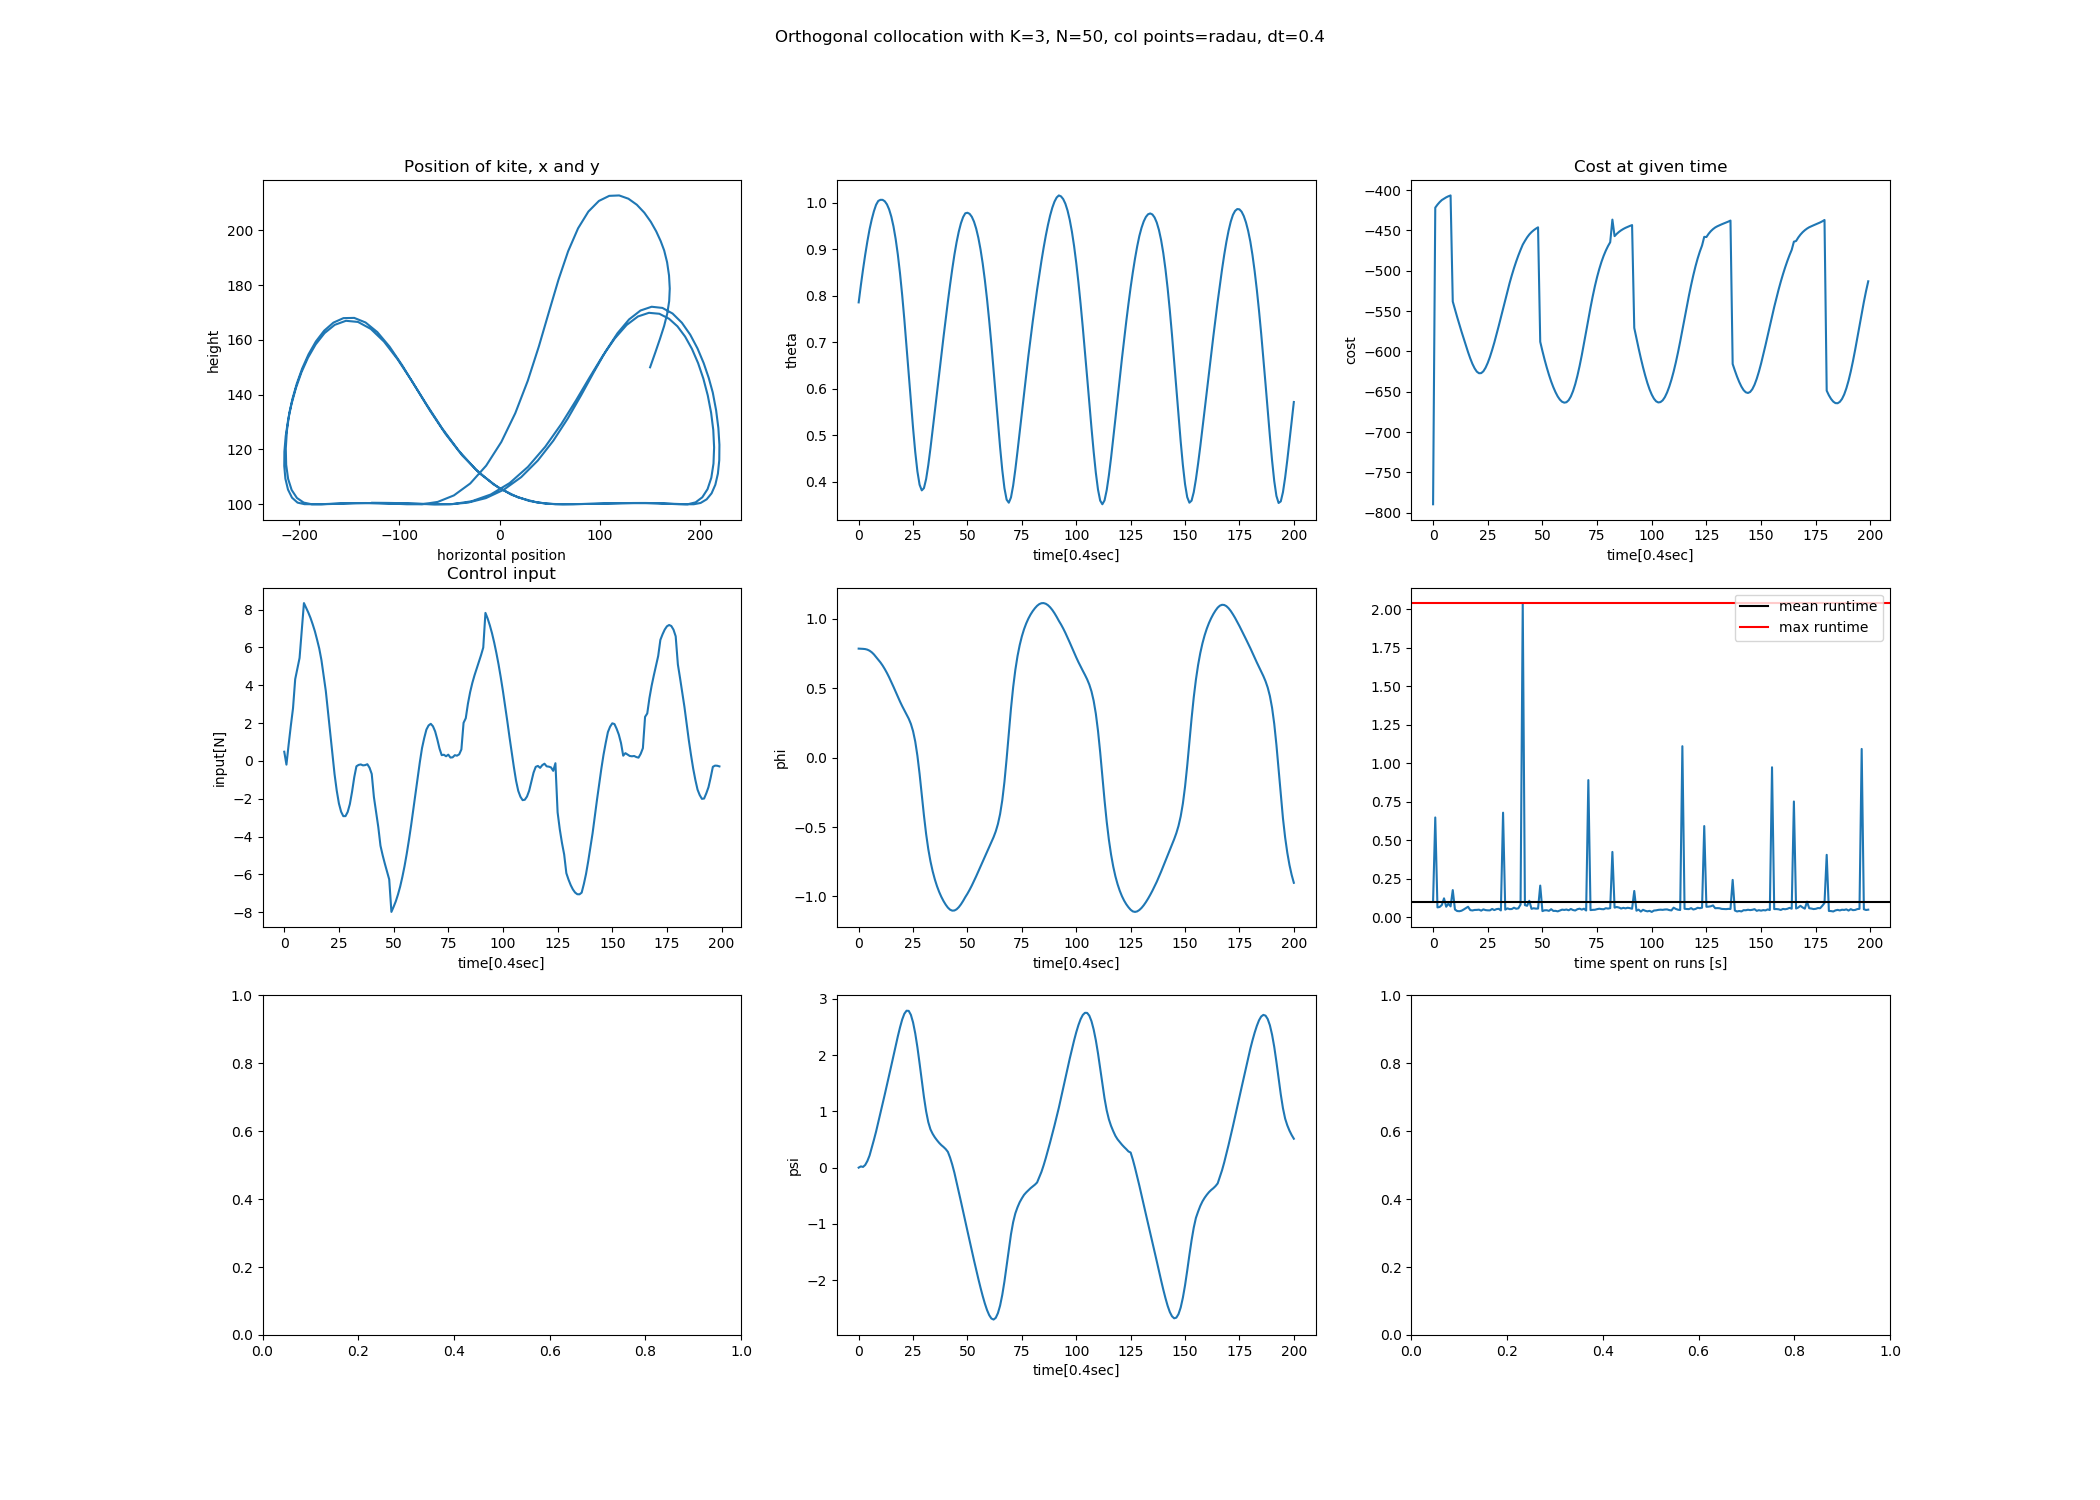 Orthogonal collocation with K=3, N=50, col points=radau, dt=0.4
Position of kite, x and y
200
180
160
140
120
100
height
−200 −100 0 100 200
horizontal position
1.0
0.9
0.8
0.7
0.6
0.5
0.4
theta
0 25 50 75 100 125 150 175 200
time[0.4sec]
Cost at given time
−400
−450
−500
−550
−600
−650
−700
−750
−800
cost
0 25 50 75 100 125 150 175 200
time[0.4sec]
Control input
8
6
4
2
0
−2
−4
−6
−8
input[N]
0 25 50 75 100 125 150 175 200
time[0.4sec]
1.0
0.5
0.0
−0.5
−1.0
phi
0 25 50 75 100 125 150 175 200
time[0.4sec]
mean runtime
max runtime
2.00
1.75
1.50
1.25
1.00
0.75
0.50
0.25
0.00
0 25 50 75 100 125 150 175 200
time spent on runs [s]
1.0
0.8
0.6
0.4
0.2
0.0
0.0 0.2 0.4 0.6 0.8 1.0
3
2
1
0
−1
−2
psi
0 25 50 75 100 125 150 175 200
time[0.4sec]
1.0
0.8
0.6
0.4
0.2
0.0
0.0 0.2 0.4 0.6 0.8 1.0